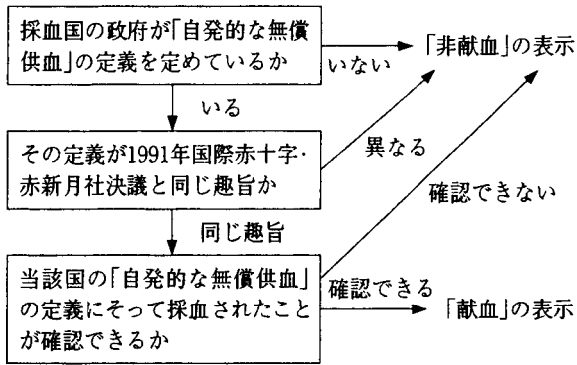 採血国の政府が「自発的な無償
供血」の定義を定めているか
いない
「非献血」の表示
いる
その定義が1991年国際赤十字・
赤新月社決議と同じ趣旨か
異なる
同じ趣旨
確認できない
当該国の「自発的な無償供血」
の定義にそって採血されたこと
が確認できるか
確認できる
「献血」の表示